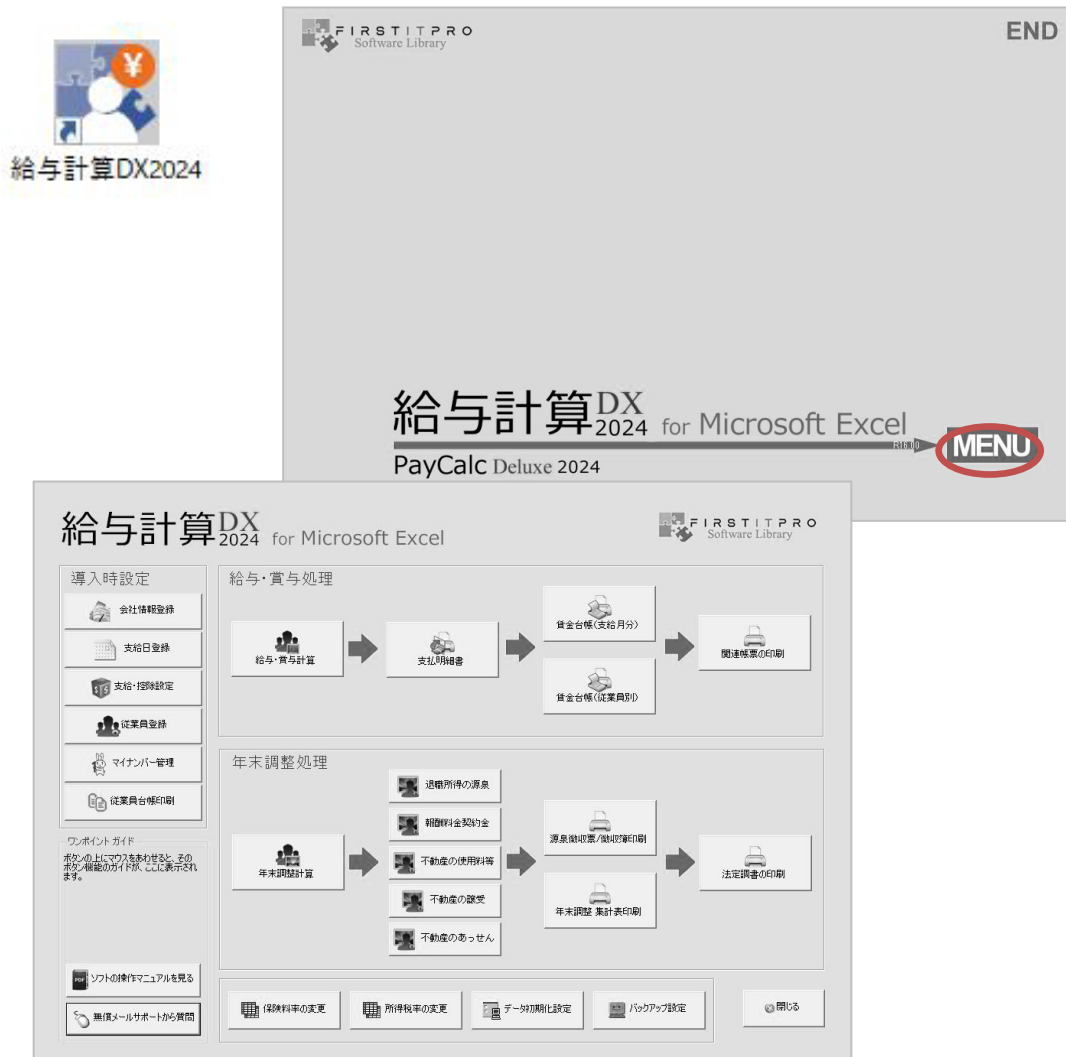 給与計算DX2024
FIRSTITPRO
Software Library
END
給与計算DX2024 for Microsoft Excel
R16.00
MENU
PayCalc Deluxe 2024
給与計算DX2024 for Microsoft Excel
FIRSTITPRO
Software Library
導入時設定
会社情報登録
支給日登録
支給・控除設定
従業員登録
マイナンバー管理
従業員台帳印刷
ワンポイント ガイド
ボタンの上にマウスをあわせると、その
ボタン機能のガイドが、ここに表示され
ます。
ソフトの操作マニュアルを見る
無償メールサポートから質問
給与・賞与処理
給与・賞与計算
支払明細書
賃金台帳(支給月分)
賃金台帳(従業員別)
関連帳票の印刷
年末調整処理
年末調整計算
退職所得の源泉
報酬料金契約金
不動産の使用料等
不動産の譲受
不動産のあっせん
源泉徴収票/徴収簿印刷
年末調整 集計表印刷
法定調書の印刷
保険料率の変更
所得税率の変更
データ初期化設定
バックアップ設定
閉じる